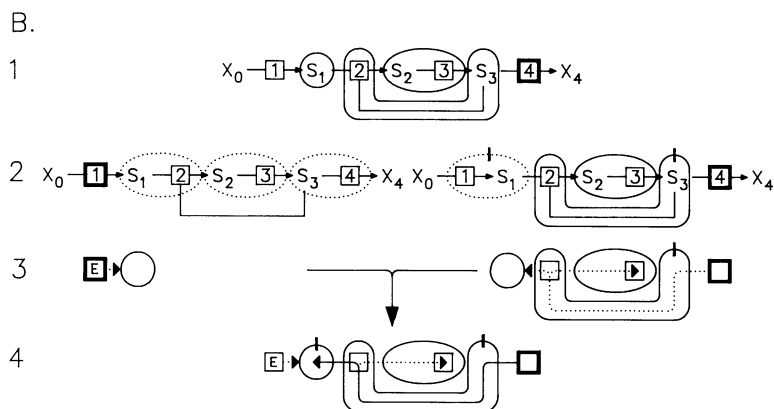 B.
1 X₀ 1 S₁ 2 S₂ 3 S₃ 4 X₄
2 X₀ 1 S₁ 2 S₂ 3 S₃ 4 X₄ X₀ 1 S₁ 2 S₂ 3 S₃ 4 X₄
3 E
4 E